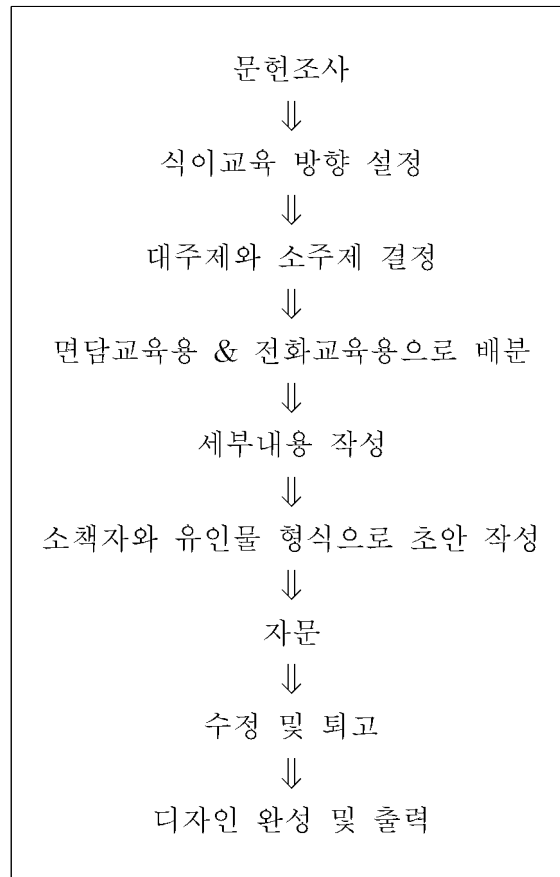 문헌조사
⇓
식이교육 방향 설정
⇓
대주제와 소주제 결정
⇓
면담교육용 & 전화교육용으로 배분
⇓
세부내용 작성
⇓
소책자와 유인물 형식으로 초안 작성
⇓
자문
⇓
수정 및 퇴고
⇓
디자인 완성 및 출력